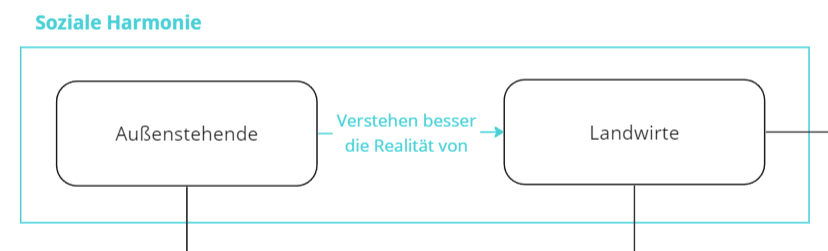 Soziale Harmonie
Außenstehende
Verstehen besser
die Realität von
Landwirte